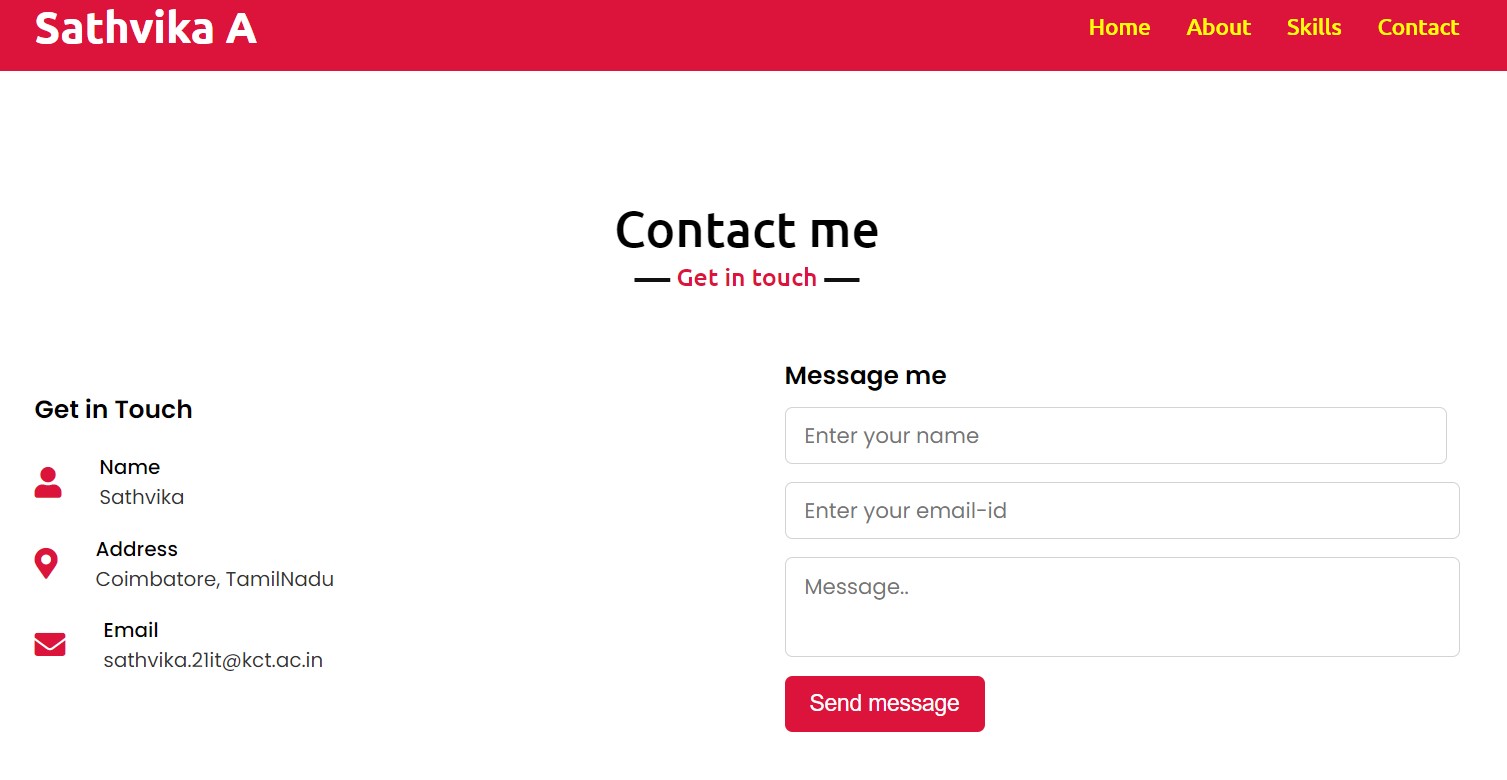 Sathvika A
Home About Skills Contact
Contact me
Get in touch
Get in Touch
Name
Sathvika
Address
Coimbatore, TamilNadu
Email
sathvika.21it@kct.ac.in
Message me
Enter your name
Enter your email-id
Message..
Send message